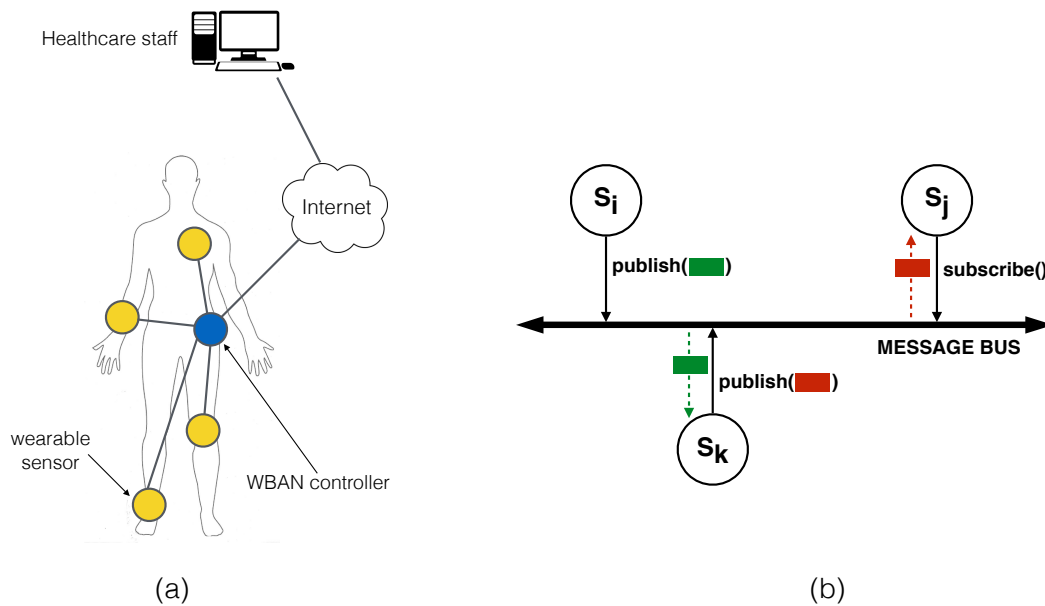 Healthcare staff
Internet
wearable
sensor
WBAN controller
(a)
Si
Sj
publish( )
subscribe()
MESSAGE BUS
publish( )
Sk
(b)